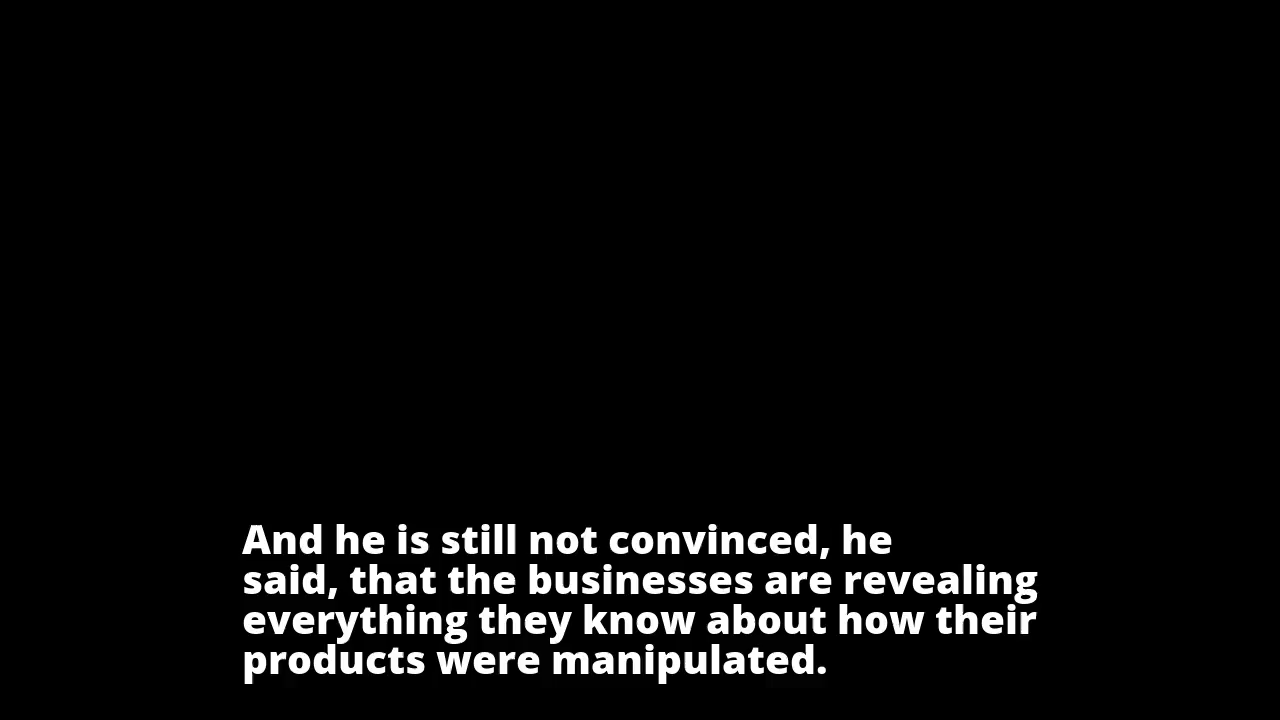 And he is still not convinced, he
said, that the businesses are revealing
everything they know about how their
products were manipulated.